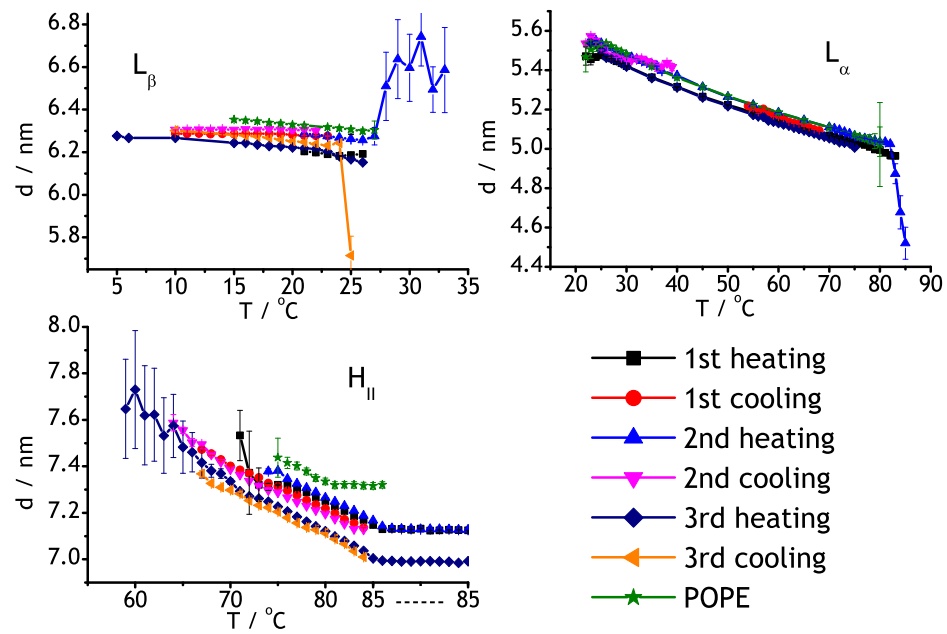 6.8
6.6
6.4
6.2
6.0
5.8
d / nm
Lβ
5 10 15 20 25 30 35
T / °C
5.6
5.4
5.2
5.0
4.8
4.6
4.4
d / nm
Lα
20 30 40 50 60 70 80 90
T / °C
8.0
7.8
7.6
7.4
7.2
7.0
d / nm
HII
60 70 80 85 ----- 85
T / °C
1st heating
1st cooling
2nd heating
2nd cooling
3rd heating
3rd cooling
POPE